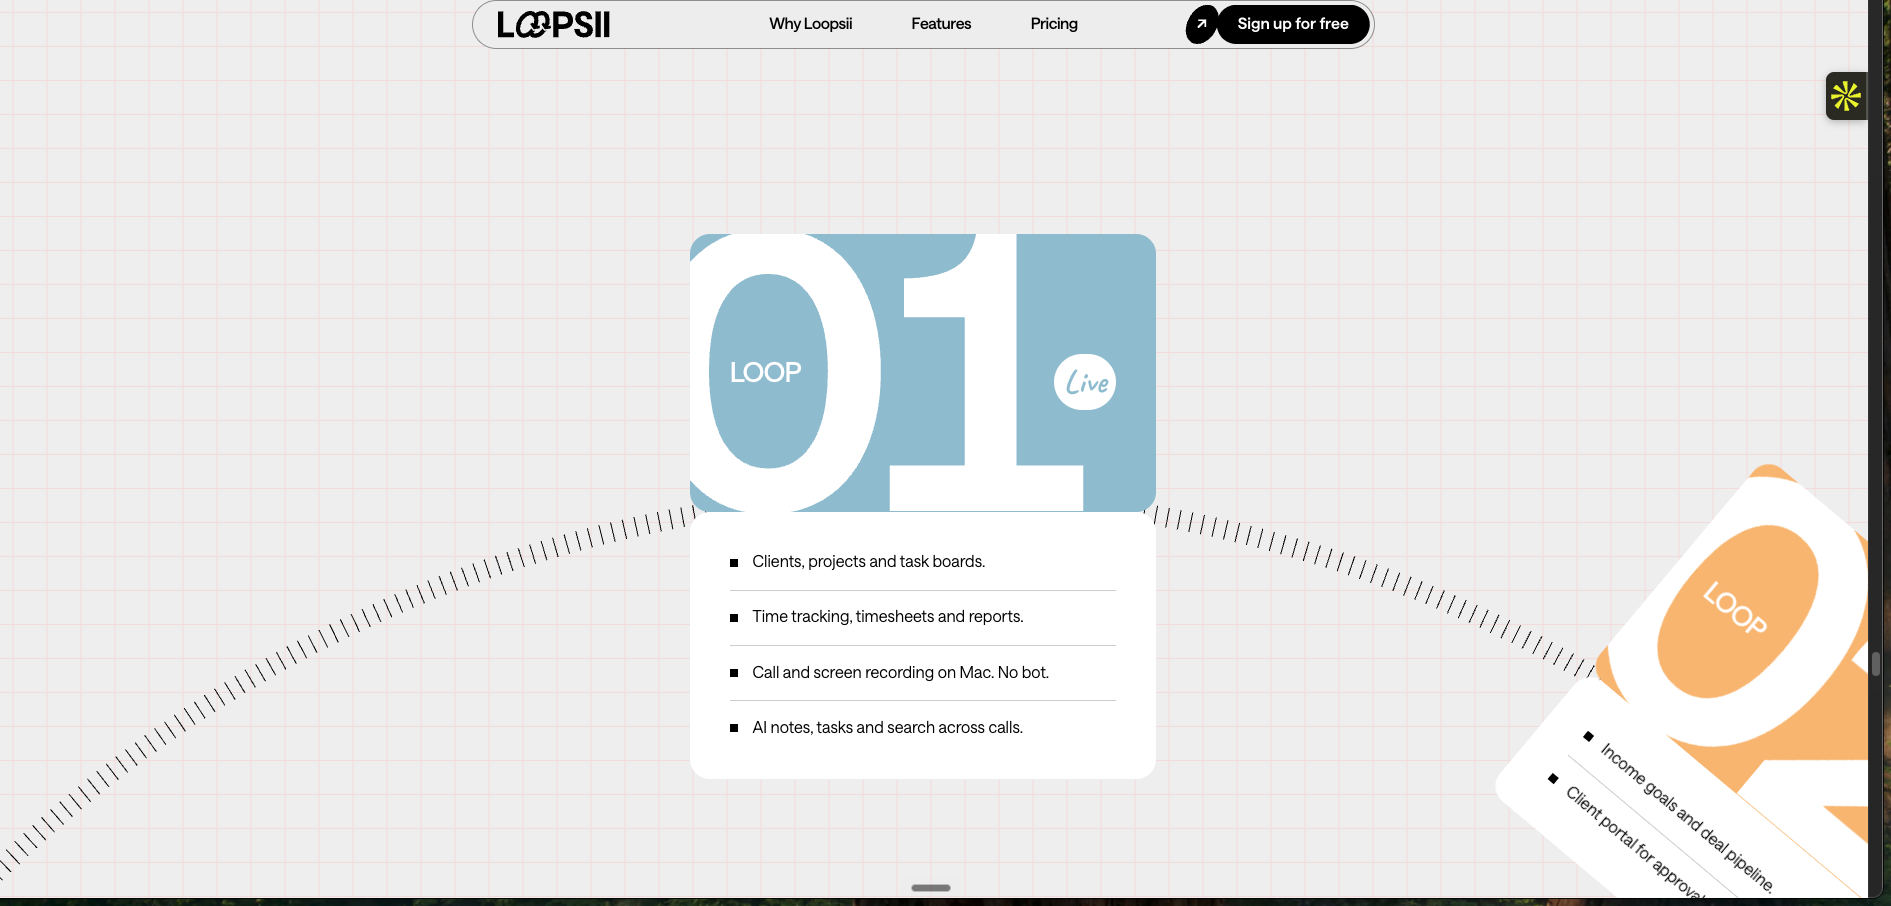 LOOPSII
Why Loopsii
Features
Pricing
Sign up for free
01
LOOP
Live
Clients, projects and task boards.
Time tracking, timesheets and reports.
Call and screen recording on Mac. No bot.
AI notes, tasks and search across calls.
0
LOOP
Income goals and deal pipeline.
Client portal for